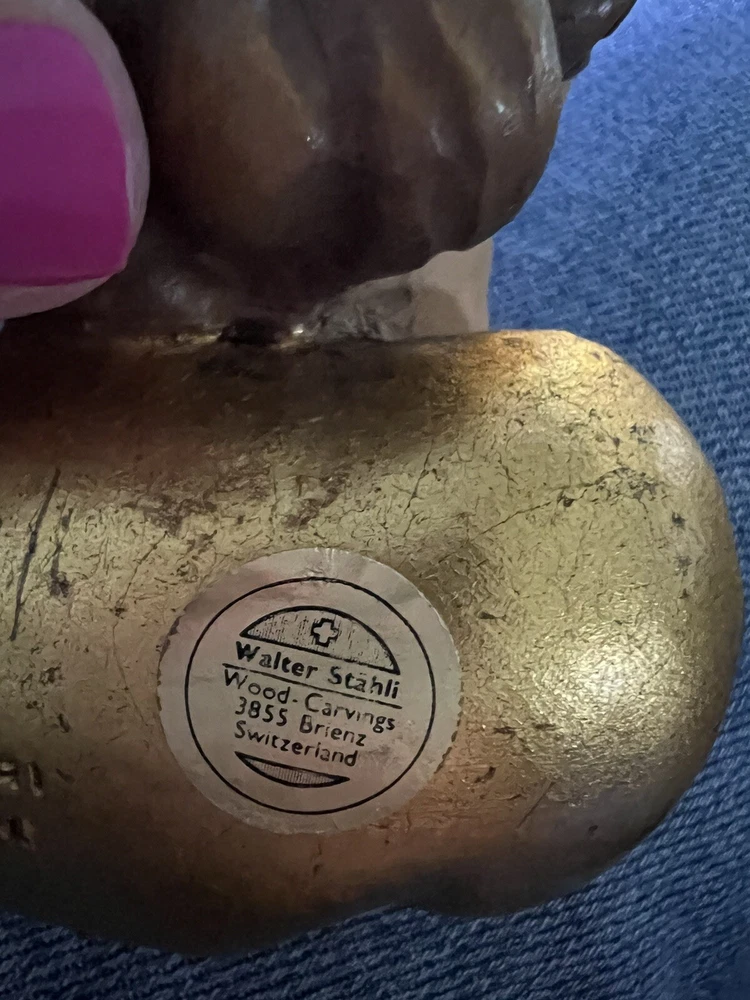 Walter Stähli
Wood-Carvings
3855 Brienz
Switzerland